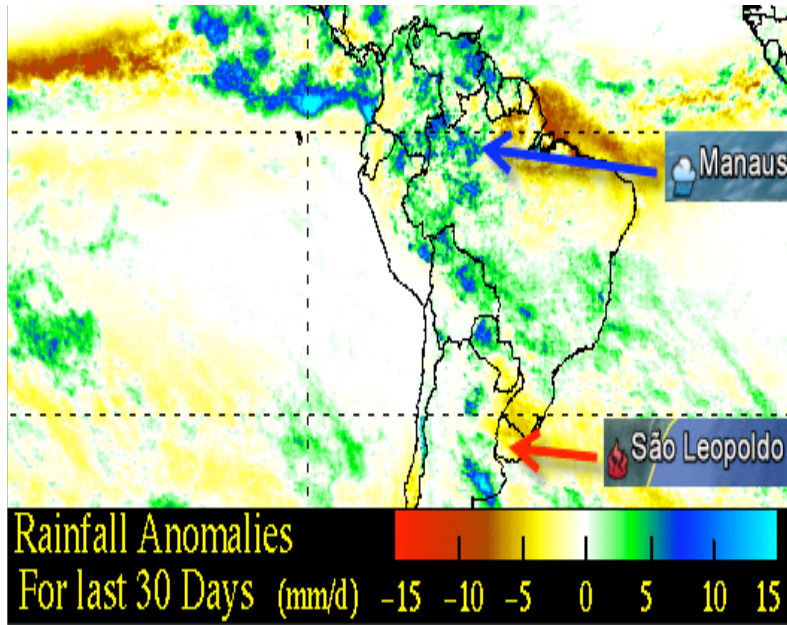 Manaus
São Leopoldo
Rainfall Anomalies
For last 30 Days (mm/d) −15 −10 −5 0 5 10 15